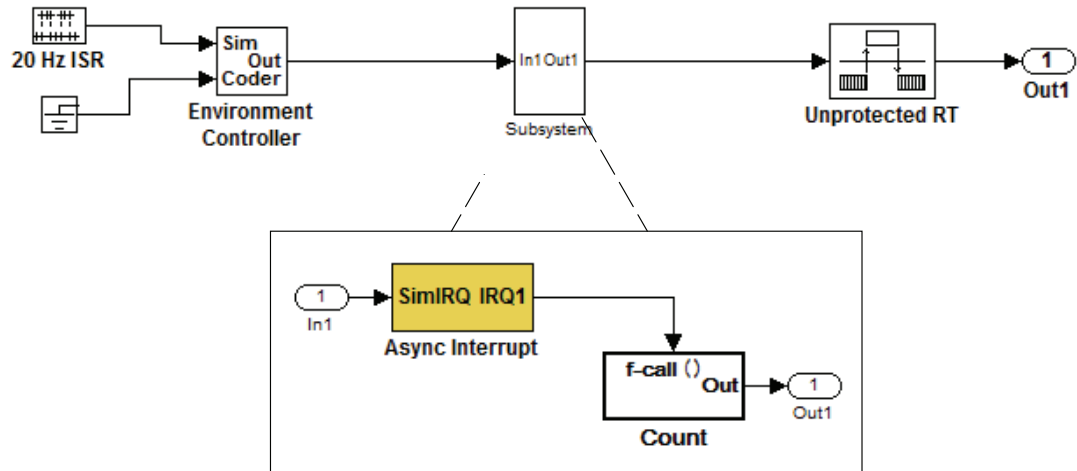 20 Hz ISR
Sim
Out
Coder
Environment
Controller
In1 Out1
Subsystem
Unprotected RT
1
Out1
1
In1
SimIRQ IRQ1
Async Interrupt
f-call ()
Out
Count
1
Out1